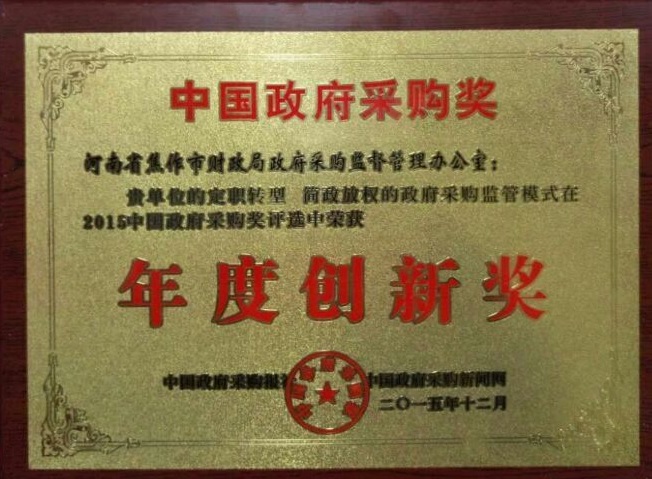 中国政府采购奖
河南省焦作市财政局政府采购监督管理办公室：
贵单位的定职转型 简政放权的政府采购监管模式在
2015中国政府采购奖评选中荣获
年度创新奖
中国政府采购报 中国政府采购新闻网
二〇一五年十二月